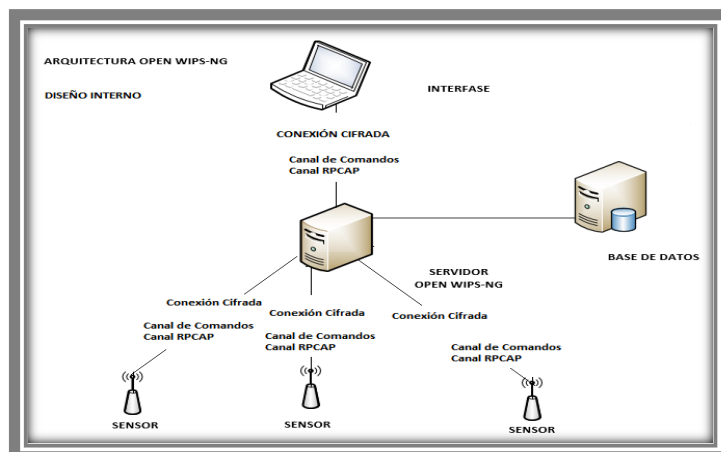 ARQUITECTURA OPEN WIPS-NG
DISEÑO INTERNO
INTERFASE
CONEXIÓN CIFRADA
Canal de Comandos
Canal RPCAP
BASE DE DATOS
SERVIDOR
OPEN WIPS-NG
Conexión Cifrada
Canal de Comandos
Canal RPCAP
SENSOR
Conexión Cifrada
Canal de Comandos
Canal RPCAP
SENSOR
Conexión Cifrada
Canal de Comandos
Canal RPCAP
SENSOR